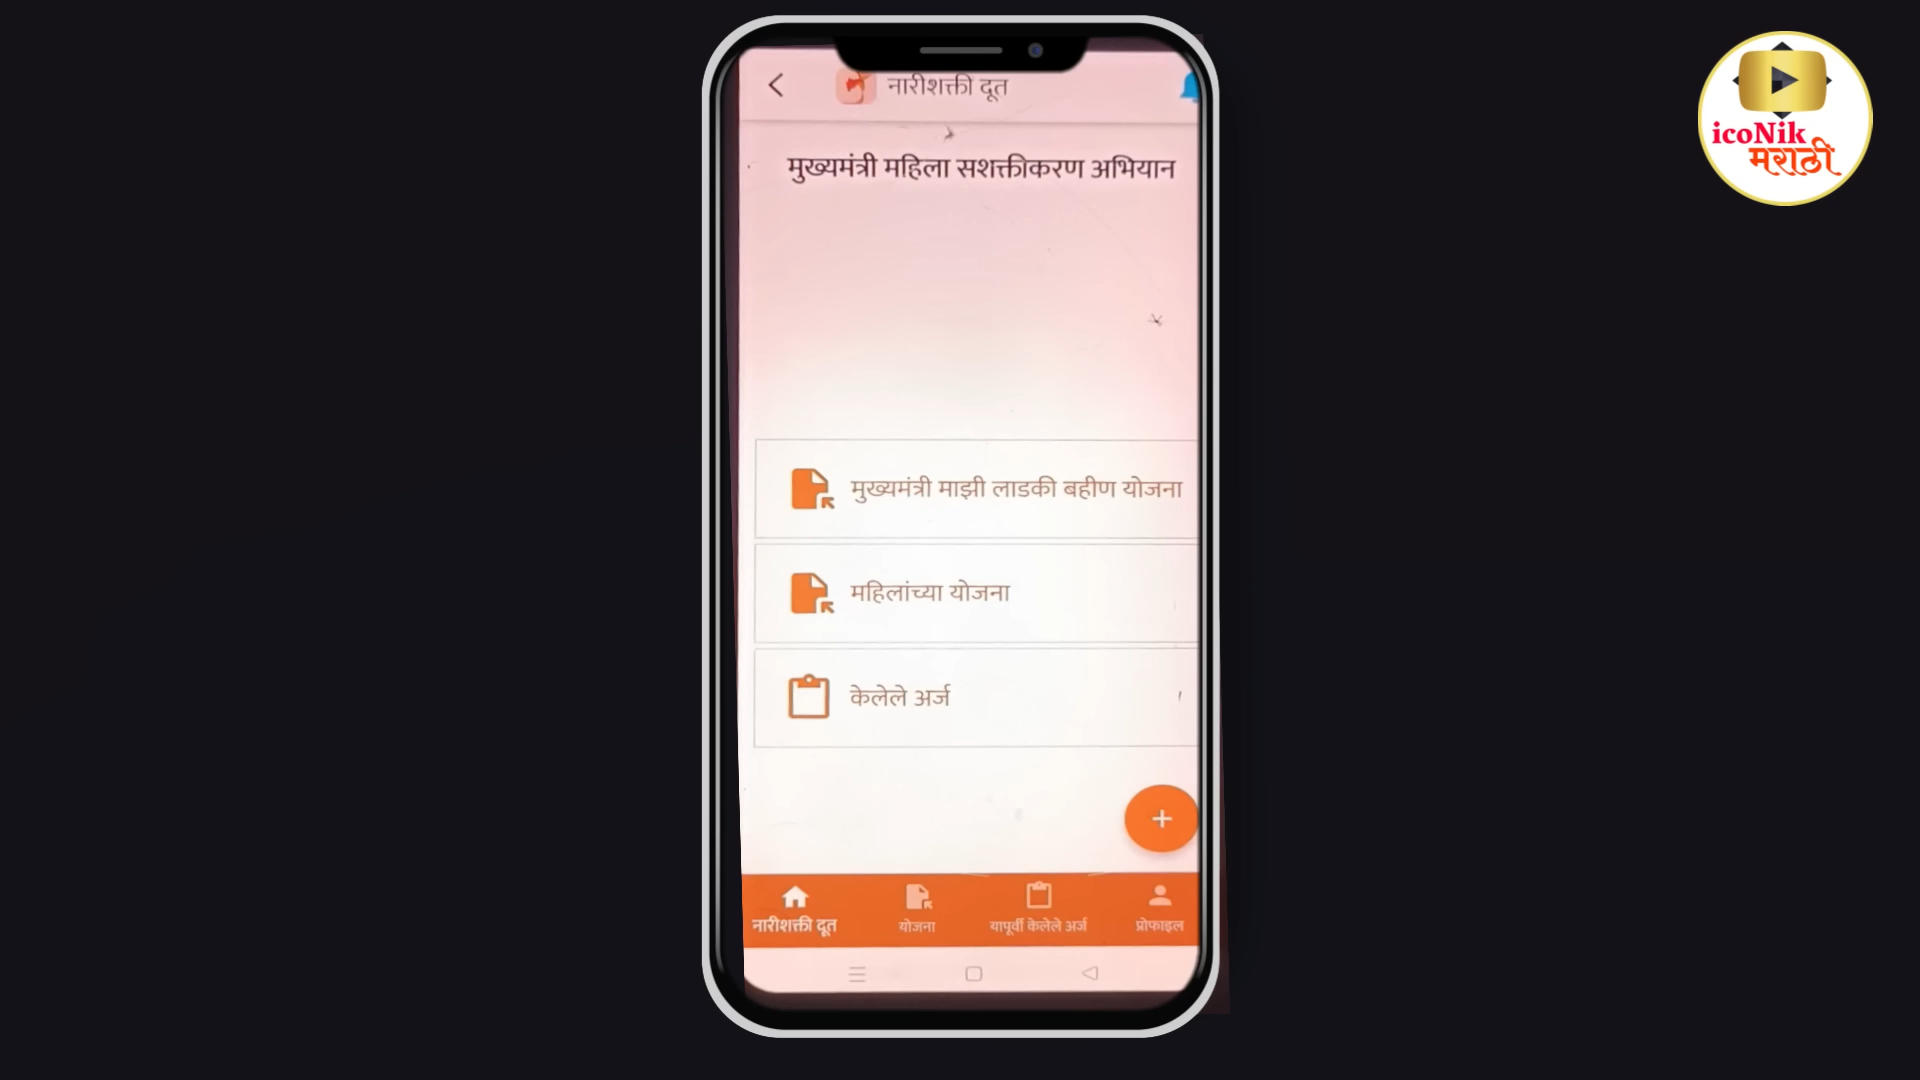 नारीशक्ती दूत
मुख्यमंत्री महिला सशक्तीकरण अभियान
मुख्यमंत्री माझी लाडकी बहीण योजना
महिलांच्या योजना
केलेले अर्ज
नारीशक्ती दूत
योजना
यापूर्वी केलेले अर्ज
प्रोफाइल
icoNik
मराठी